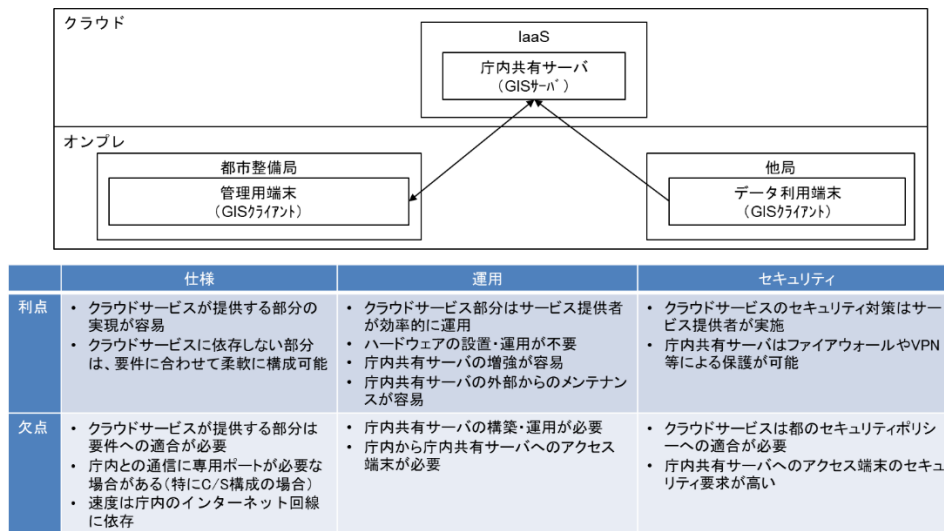 クラウド
IaaS
庁内共有サーバ
(GISｻｰﾊﾞ)
オンプレ
都市整備局
管理用端末
(GISｸﾗｲｱﾝﾄ)
他局
データ利用端末
(GISｸﾗｲｱﾝﾄ)
仕様
運用
セキュリティ
利点
• クラウドサービスが提供する部分の
実現が容易
• クラウドサービスに依存しない部分
は、要件に合わせて柔軟に構成可能
• クラウドサービス部分はサービス提供者
が効率的に運用
• ハードウェアの設置・運用が不要
• 庁内共有サーバの増強が容易
• 庁内共有サーバの外部からのメンテナン
スが容易
• クラウドサービスのセキュリティ対策はサー
ビス提供者が実施
• 庁内共有サーバはファイアウォールやVPN
等による保護が可能
欠点
• クラウドサービスが提供する部分は
要件への適合が必要
• 庁内との通信に専用ポートが必要な
場合がある(特にC/S構成の場合)
• 速度は庁内のインターネット回線
に依存
• 庁内共有サーバの構築・運用が必要
• 庁内から庁内共有サーバへのアクセス
端末が必要
• クラウドサービスは都のセキュリティポリシ
ーへの適合が必要
• 庁内共有サーバへのアクセス端末のセキュ
リティ要求が高い